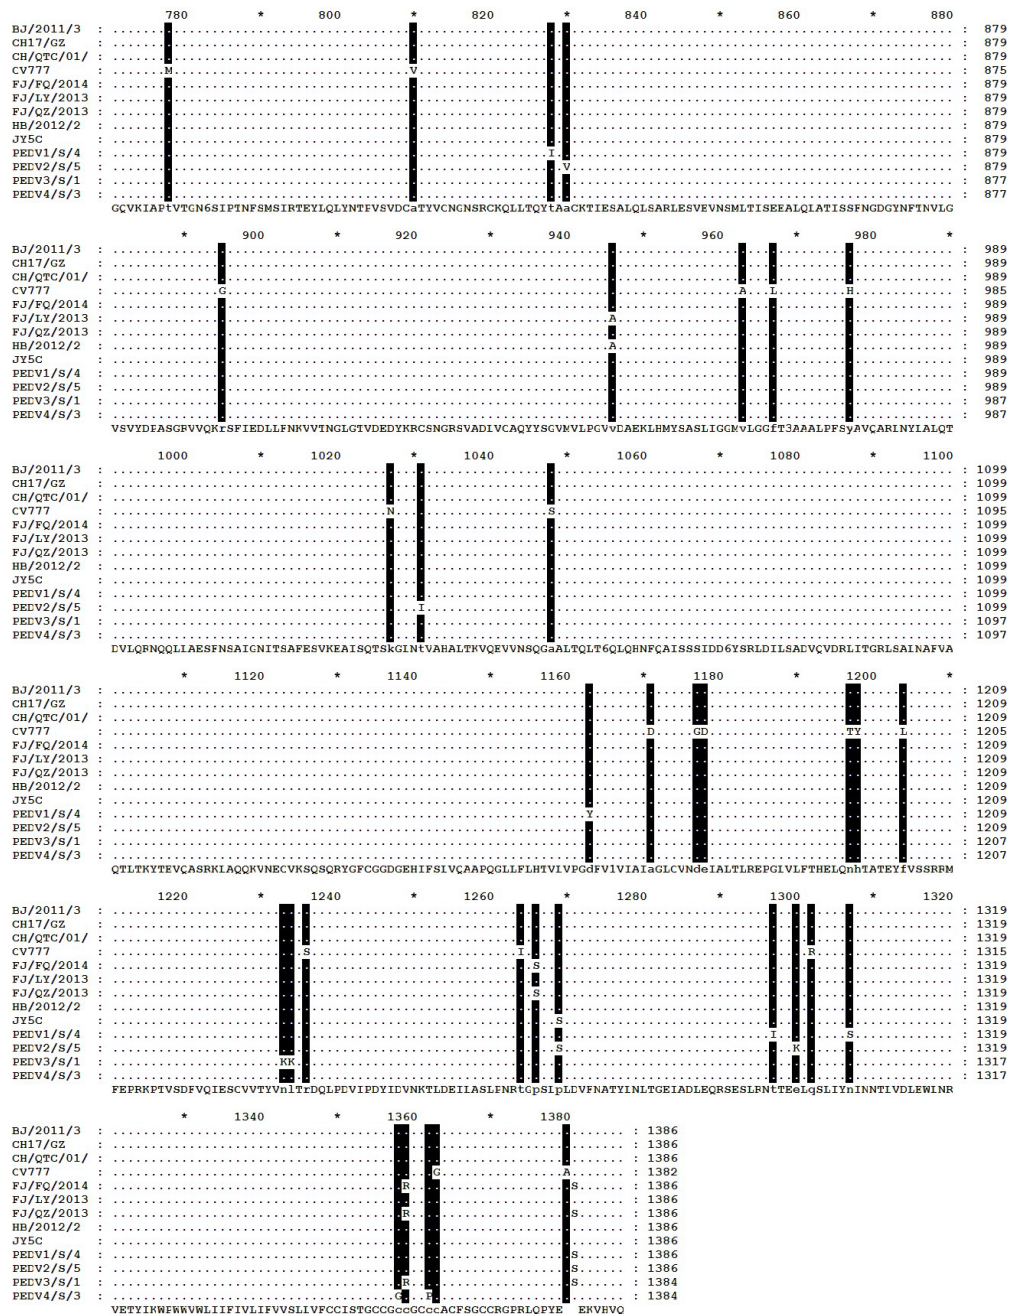 780 * 800 * 820 * 840 * 860 * 880
BJ/2011/3 : .............................................................................................................. : 879
CH17/GZ : .............................................................................................................. : 879
CH/QTC/01/ : .............................................................................................................. : 879
CV777 : .......M...............................V...................................................................... : 875
FJ/FQ/2014 : .............................................................................................................. : 879
FJ/LY/2013 : .............................................................................................................. : 879
FJ/QZ/2013 : .............................................................................................................. : 879
HB/2012/2 : .............................................................................................................. : 879
JY5C : .............................................................................................................. : 879
PEDV1/S/4 : .........................................................I.................................................... : 879
PEDV2/S/5 : ...........................................................V.................................................. : 879
PEDV3/S/1 : .............................................................................................................. : 877
PEDV4/S/3 : .............................................................................................................. : 877
GQVKIAPtVTGN6SIPTNFSMSIRTEYLQLYNTPVSVDCaTYVCNGNSRCKQLLTQYtAaCKTIESALQLSARLESVEVNSMLTISEEALQLATISSFNGDGYNFTNVLG
* 900 * 920 * 940 * 960 * 980 *
BJ/2011/3 : .............................................................................................................. : 989
CH17/GZ : .............................................................................................................. : 989
CH/QTC/01/ : .............................................................................................................. : 989
CV777 : ..............G...................................................................A...L.........H............. : 985
FJ/FQ/2014 : .............................................................................................................. : 989
FJ/LY/2013 : .................................................................A............................................ : 989
FJ/QZ/2013 : .............................................................................................................. : 989
HB/2012/2 : .................................................................A............................................ : 989
JY5C : .............................................................................................................. : 989
PEDV1/S/4 : .............................................................................................................. : 989
PEDV2/S/5 : .............................................................................................................. : 989
PEDV3/S/1 : .............................................................................................................. : 987
PEDV4/S/3 : .............................................................................................................. : 987
VSVYDPASGRVVQKrSFIEDLLFNKVVTNGLGTVDEDYKRCSNGRSVADLVCAQYYSGVMVLPGVvDAEKLHMYSASLIGGMvLGGfT3AAALPFSyAVQARLNYLALQT
1000 * 1020 * 1040 * 1060 * 1080 * 1100
BJ/2011/3 : .............................................................................................................. : 1099
CH17/GZ : .............................................................................................................. : 1099
CH/QTC/01/ : .............................................................................................................. : 1099
CV777 : ....................................N....................S.................................................... : 1095
FJ/FQ/2014 : .............................................................................................................. : 1099
FJ/LY/2013 : .............................................................................................................. : 1099
FJ/QZ/2013 : .............................................................................................................. : 1099
HB/2012/2 : .............................................................................................................. : 1099
JY5C : .............................................................................................................. : 1099
PEDV1/S/4 : .............................................................................................................. : 1099
PEDV2/S/5 : ........................................I..................................................................... : 1099
PEDV3/S/1 : .............................................................................................................. : 1097
PEDV4/S/3 : .............................................................................................................. : 1097
DVLQRNQQLLAESFNSAIGNITSAFESVKEAISQTSkGLNtVAHALTKVQEVVNSQGaALTQLT6QLQHNFQAISSSIDD6YSRLDILSADVQVDRLITGRLSALNAFVA
* 1120 * 1140 * 1160 * 1180 * 1200 *
BJ/2011/3 : .............................................................................................................. : 1209
CH17/GZ : .............................................................................................................. : 1209
CH/QTC/01/ : .............................................................................................................. : 1209
CV777 : ......................................................................D.....GD..................TY.....L...... : 1205
FJ/FQ/2014 : .............................................................................................................. : 1209
FJ/LY/2013 : .............................................................................................................. : 1209
FJ/QZ/2013 : .............................................................................................................. : 1209
HB/2012/2 : .............................................................................................................. : 1209
JY5C : .............................................................................................................. : 1209
PEDV1/S/4 : ..............................................................Y............................................... : 1209
PEDV2/S/5 : .............................................................................................................. : 1209
PEDV3/S/1 : .............................................................................................................. : 1207
PEDV4/S/3 : .............................................................................................................. : 1207
QTLTKYTEVQASRKLAQQKVNECVKSQSQRYGFCGGDGEHIFSLVQAAPQGLLFLHTVLVPGdFV1VIAIaGLCVNdeIALTLREPGLVLFTHELQnhTATEYfVSSRRM
1220 * 1240 * 1260 * 1280 * 1300 * 1320
BJ/2011/3 : .............................................................................................................. : 1319
CH17/GZ : .............................................................................................................. : 1319
CH/QTC/01/ : .............................................................................................................. : 1319
CV777 : .........................S...........................I.....................................R.................. : 1315
FJ/FQ/2014 : .......................................................S...................................................... : 1319
FJ/LY/2013 : .............................................................................................................. : 1319
FJ/QZ/2013 : .......................................................S...................................................... : 1319
HB/2012/2 : .............................................................................................................. : 1319
JY5C : ..........................................................S................................................... : 1319
PEDV1/S/4 : ......................................................................................I.........S............. : 1319
PEDV2/S/5 : ..........................................................S..............................K.................... : 1319
PEDV3/S/1 : ......................KK...................................................................................... : 1317
PEDV4/S/3 : .............................................................................................................. : 1317
FEPRKPTVSDFVQIESCVVTYVnlTrDQLPDVIPDYIDVNKTLDEILASLPNRtGpSLpLDVFNATYLNLTGEIADLEQRSESLRNtTEeLqSLIYnINNTLVDLEWLNR
* 1340 * 1360 * 1380
BJ/2011/3 : .................................................................... : 1386
CH17/GZ : .................................................................... : 1386
CH/QTC/01/ : .................................................................... : 1386
CV777 : ..........................................G................A....... : 1382
FJ/FQ/2014 : ......................................R.....................S...... : 1386
FJ/LY/2013 : .................................................................... : 1386
FJ/QZ/2013 : ......................................R.....................S...... : 1386
HB/2012/2 : .................................................................... : 1386
JY5C : .................................................................... : 1386
PEDV1/S/4 : ............................................................S...... : 1386
PEDV2/S/5 : ............................................................S...... : 1386
PEDV3/S/1 : ......................................R.....................S...... : 1384
PEDV4/S/3 : .....................................G...P......................... : 1384
VETYIKWPWWVWLIIFIVLIFVVSLLVFCCISTGCCGccGCccACFSGCCRGPRLQPYE EKVHVQ